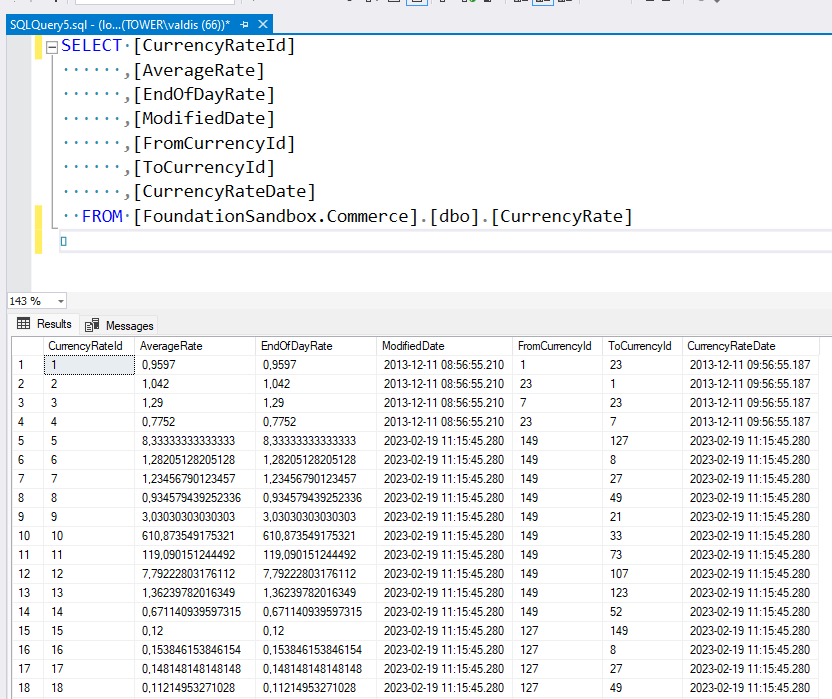 SQLQuery5.sql - (lo...(TOWER\valdis (66))*
SELECT [CurrencyRateId]
,[AverageRate]
,[EndOfDayRate]
,[ModifiedDate]
,[FromCurrencyId]
,[ToCurrencyId]
,[CurrencyRateDate]
FROM [FoundationSandbox.Commerce].[dbo].[CurrencyRate]
143 %
Results Messages
CurrencyRateId AverageRate EndOfDayRate ModifiedDate FromCurrencyId ToCurrencyId CurrencyRateDate
1 1 0,9597 0,9597 2013-12-11 08:56:55.210 1 23 2013-12-11 09:56:55.187
2 2 1,042 1,042 2013-12-11 08:56:55.210 23 1 2013-12-11 09:56:55.187
3 3 1,29 1,29 2013-12-11 08:56:55.210 7 23 2013-12-11 09:56:55.187
4 4 0,7752 0,7752 2013-12-11 08:56:55.210 23 7 2013-12-11 09:56:55.187
5 5 8,33333333333333 8,33333333333333 2023-02-19 11:15:45.280 149 127 2023-02-19 11:15:45.280
6 6 1,28205128205128 1,28205128205128 2023-02-19 11:15:45.280 149 8 2023-02-19 11:15:45.280
7 7 1,23456790123457 1,23456790123457 2023-02-19 11:15:45.280 149 27 2023-02-19 11:15:45.280
8 8 0,934579439252336 0,934579439252336 2023-02-19 11:15:45.280 149 49 2023-02-19 11:15:45.280
9 9 3,03030303030303 3,03030303030303 2023-02-19 11:15:45.280 149 21 2023-02-19 11:15:45.280
10 10 610,873549175321 610,873549175321 2023-02-19 11:15:45.280 149 33 2023-02-19 11:15:45.280
11 11 119,090151244492 119,090151244492 2023-02-19 11:15:45.280 149 73 2023-02-19 11:15:45.280
12 12 7,79222803176112 7,79222803176112 2023-02-19 11:15:45.280 149 107 2023-02-19 11:15:45.280
13 13 1,36239782016349 1,36239782016349 2023-02-19 11:15:45.280 149 123 2023-02-19 11:15:45.280
14 14 0,671140939597315 0,671140939597315 2023-02-19 11:15:45.280 149 52 2023-02-19 11:15:45.280
15 15 0,12 0,12 2023-02-19 11:15:45.280 127 149 2023-02-19 11:15:45.280
16 16 0,153846153846154 0,153846153846154 2023-02-19 11:15:45.280 127 8 2023-02-19 11:15:45.280
17 17 0,148148148148148 0,148148148148148 2023-02-19 11:15:45.280 127 27 2023-02-19 11:15:45.280
18 18 0,11214953271028 0,11214953271028 2023-02-19 11:15:45.280 127 49 2023-02-19 11:15:45.280